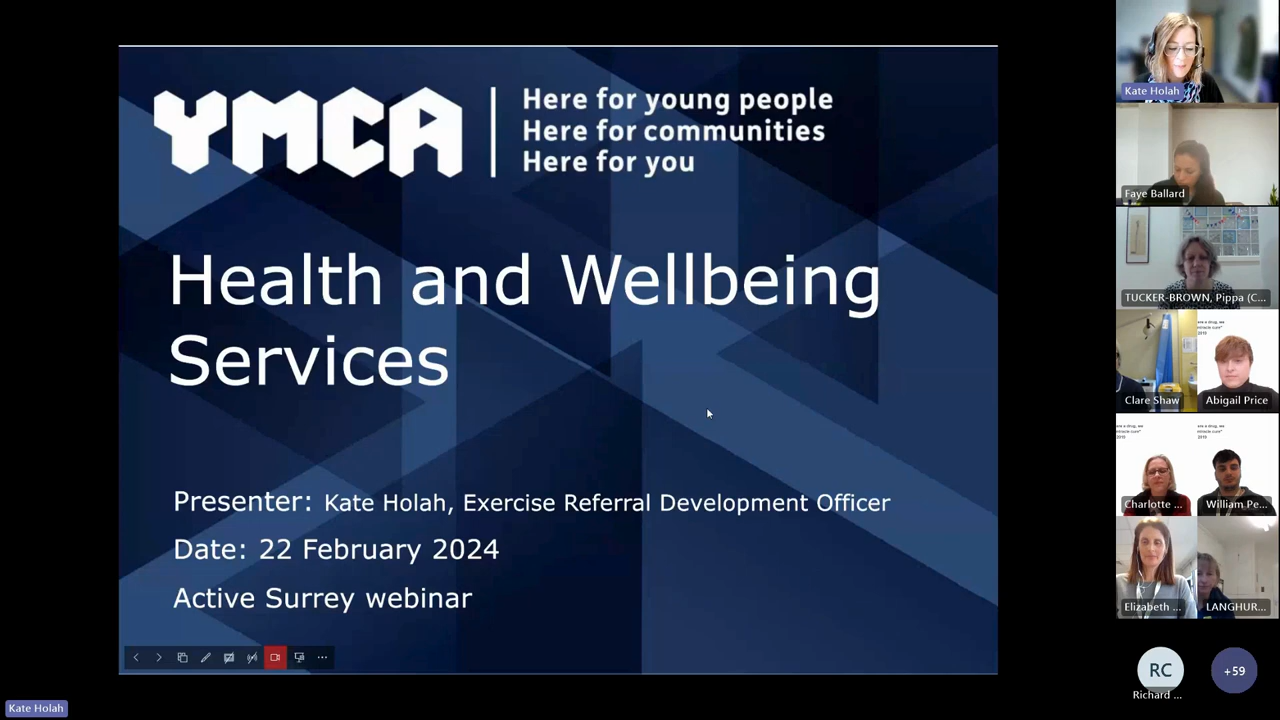 YMCA
Here for young people
Here for communities
Here for you
Health and Wellbeing
Services
Presenter: Kate Holah, Exercise Referral Development Officer
Date: 22 February 2024
Active Surrey webinar
Kate Holah
Faye Ballard
TUCKER-BROWN, Pippa (C...
Clare Shaw
Abigail Price
Charlotte ...
William Pe...
Elizabeth ...
LANGHUR...
RC
Richard ...
+59
Kate Holah